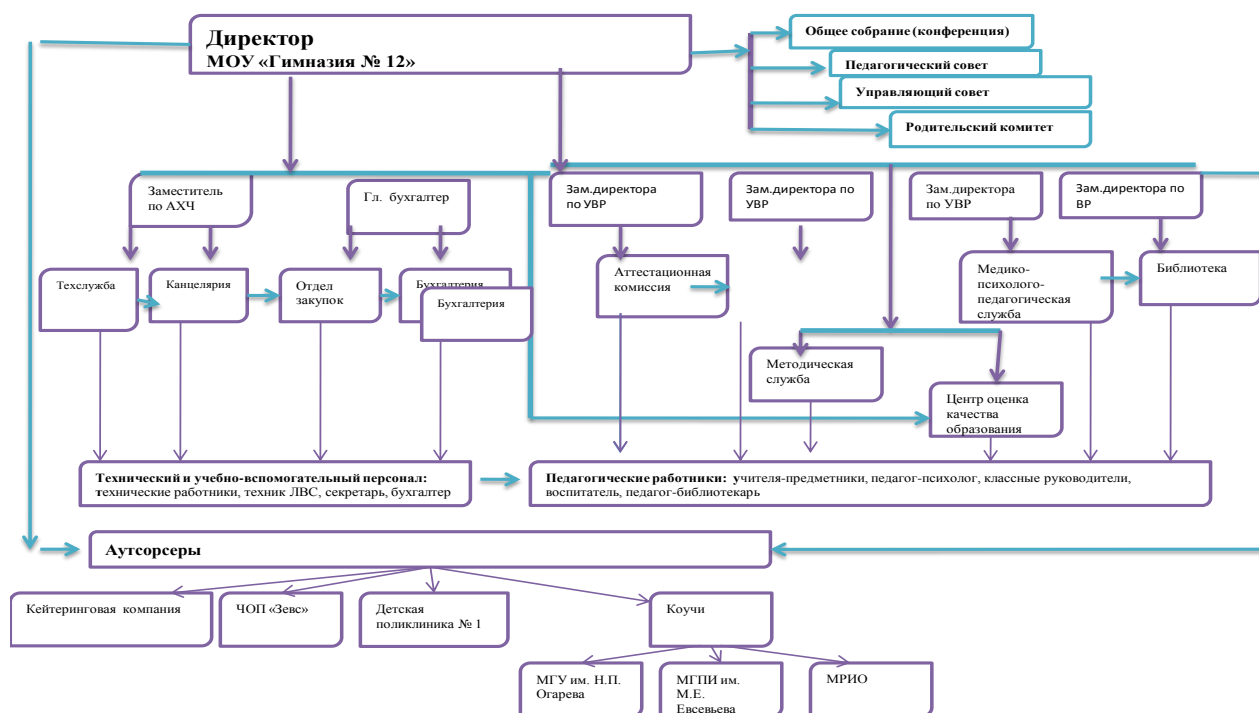 Директор
МОУ «Гимназия № 12»
Общее собрание (конференция)
Педагогический совет
Управляющий совет
Родительский комитет
Заместитель
по АХЧ
Гл. бухгалтер
Зам.директора
по УВР
Зам.директора по
УВР
Зам.директора
по УВР
Зам.директора по
ВР
Техслужба
Канцелярия
Отдел
закупок
Бухгалтерия
Бухгалтерия
Аттестационная
комиссия
Медико-
психолого-
педагогическая
служба
Библиотека
Методическая
служба
Центр оценка
качества
образования
Технический и учебно-вспомогательный персонал:
технические работники, техник ЛВС, секретарь, бухгалтер
Педагогические работники: учителя-предметники, педагог-психолог, классные руководители,
воспитатель, педагог-библиотекарь
Аутсорсеры
Кейтеринговая компания
ЧОП «Зевс»
Детская
поликлиника № 1
Коучи
МГУ им. Н.П.
Огарева
МГПИ им.
М.Е.
Евсевьева
МРИО